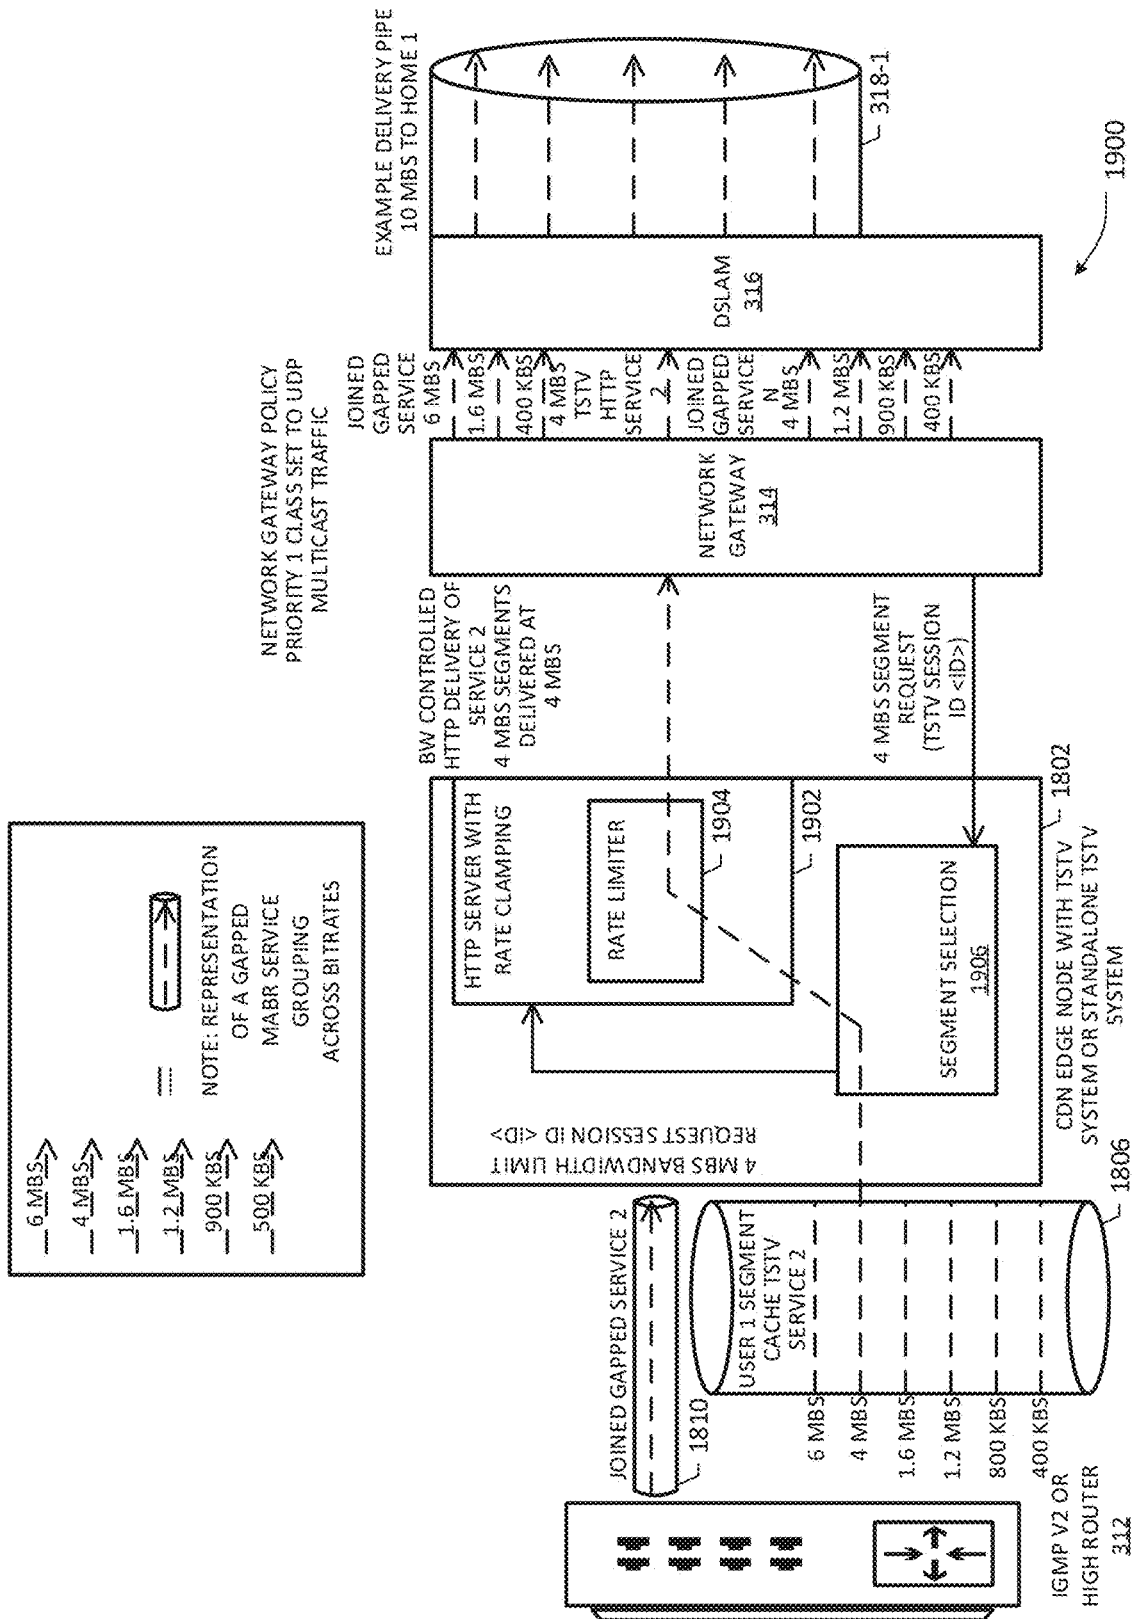 6 MBS
4 MBS
1.6 MBS
1.2 MBS
900 KBS
500 KBS
=
NOTE: REPRESENTATION
OF A GAPPED
MABR SERVICE
GROUPING
ACROSS BITRATES
NETWORK GATEWAY POLICY
PRIORITY 1 CLASS SET TO UDP
MULTICAST TRAFFIC
IGMP V2 OR
HIGH ROUTER
312
JOINED GAPPED SERVICE 2
1810
USER 1 SEGMENT
CACHE TSTV
SERVICE 2
6 MBS
4 MBS
1.6 MBS
1.2 MBS
800 KBS
400 KBS
1806
4 MBS BANDWIDTH LIMIT
REQUEST SESSION ID <ID>
HTTP SERVER WITH
RATE CLAMPING
RATE LIMITER
1904
1902
SEGMENT SELECTION
1906
1802
CDN EDGE NODE WITH TSTV
SYSTEM OR STANDALONE TSTV
SYSTEM
BW CONTROLLED
HTTP DELIVERY OF
SERVICE 2
4 MBS SEGMENTS
DELIVERED AT
4 MBS
4 MBS SEGMENT
REQUEST
(TSTV SESSION
ID <ID>)
NETWORK
GATEWAY
314
JOINED
GAPPED
SERVICE
6 MBS
1.6 MBS
400 KBS
4 MBS
TSTV
HTTP
SERVICE
2
JOINED
GAPPED
SERVICE
N
4 MBS
1.2 MBS
900 KBS
400 KBS
DSLAM
316
EXAMPLE DELIVERY PIPE
10 MBS TO HOME 1
318-1
1900